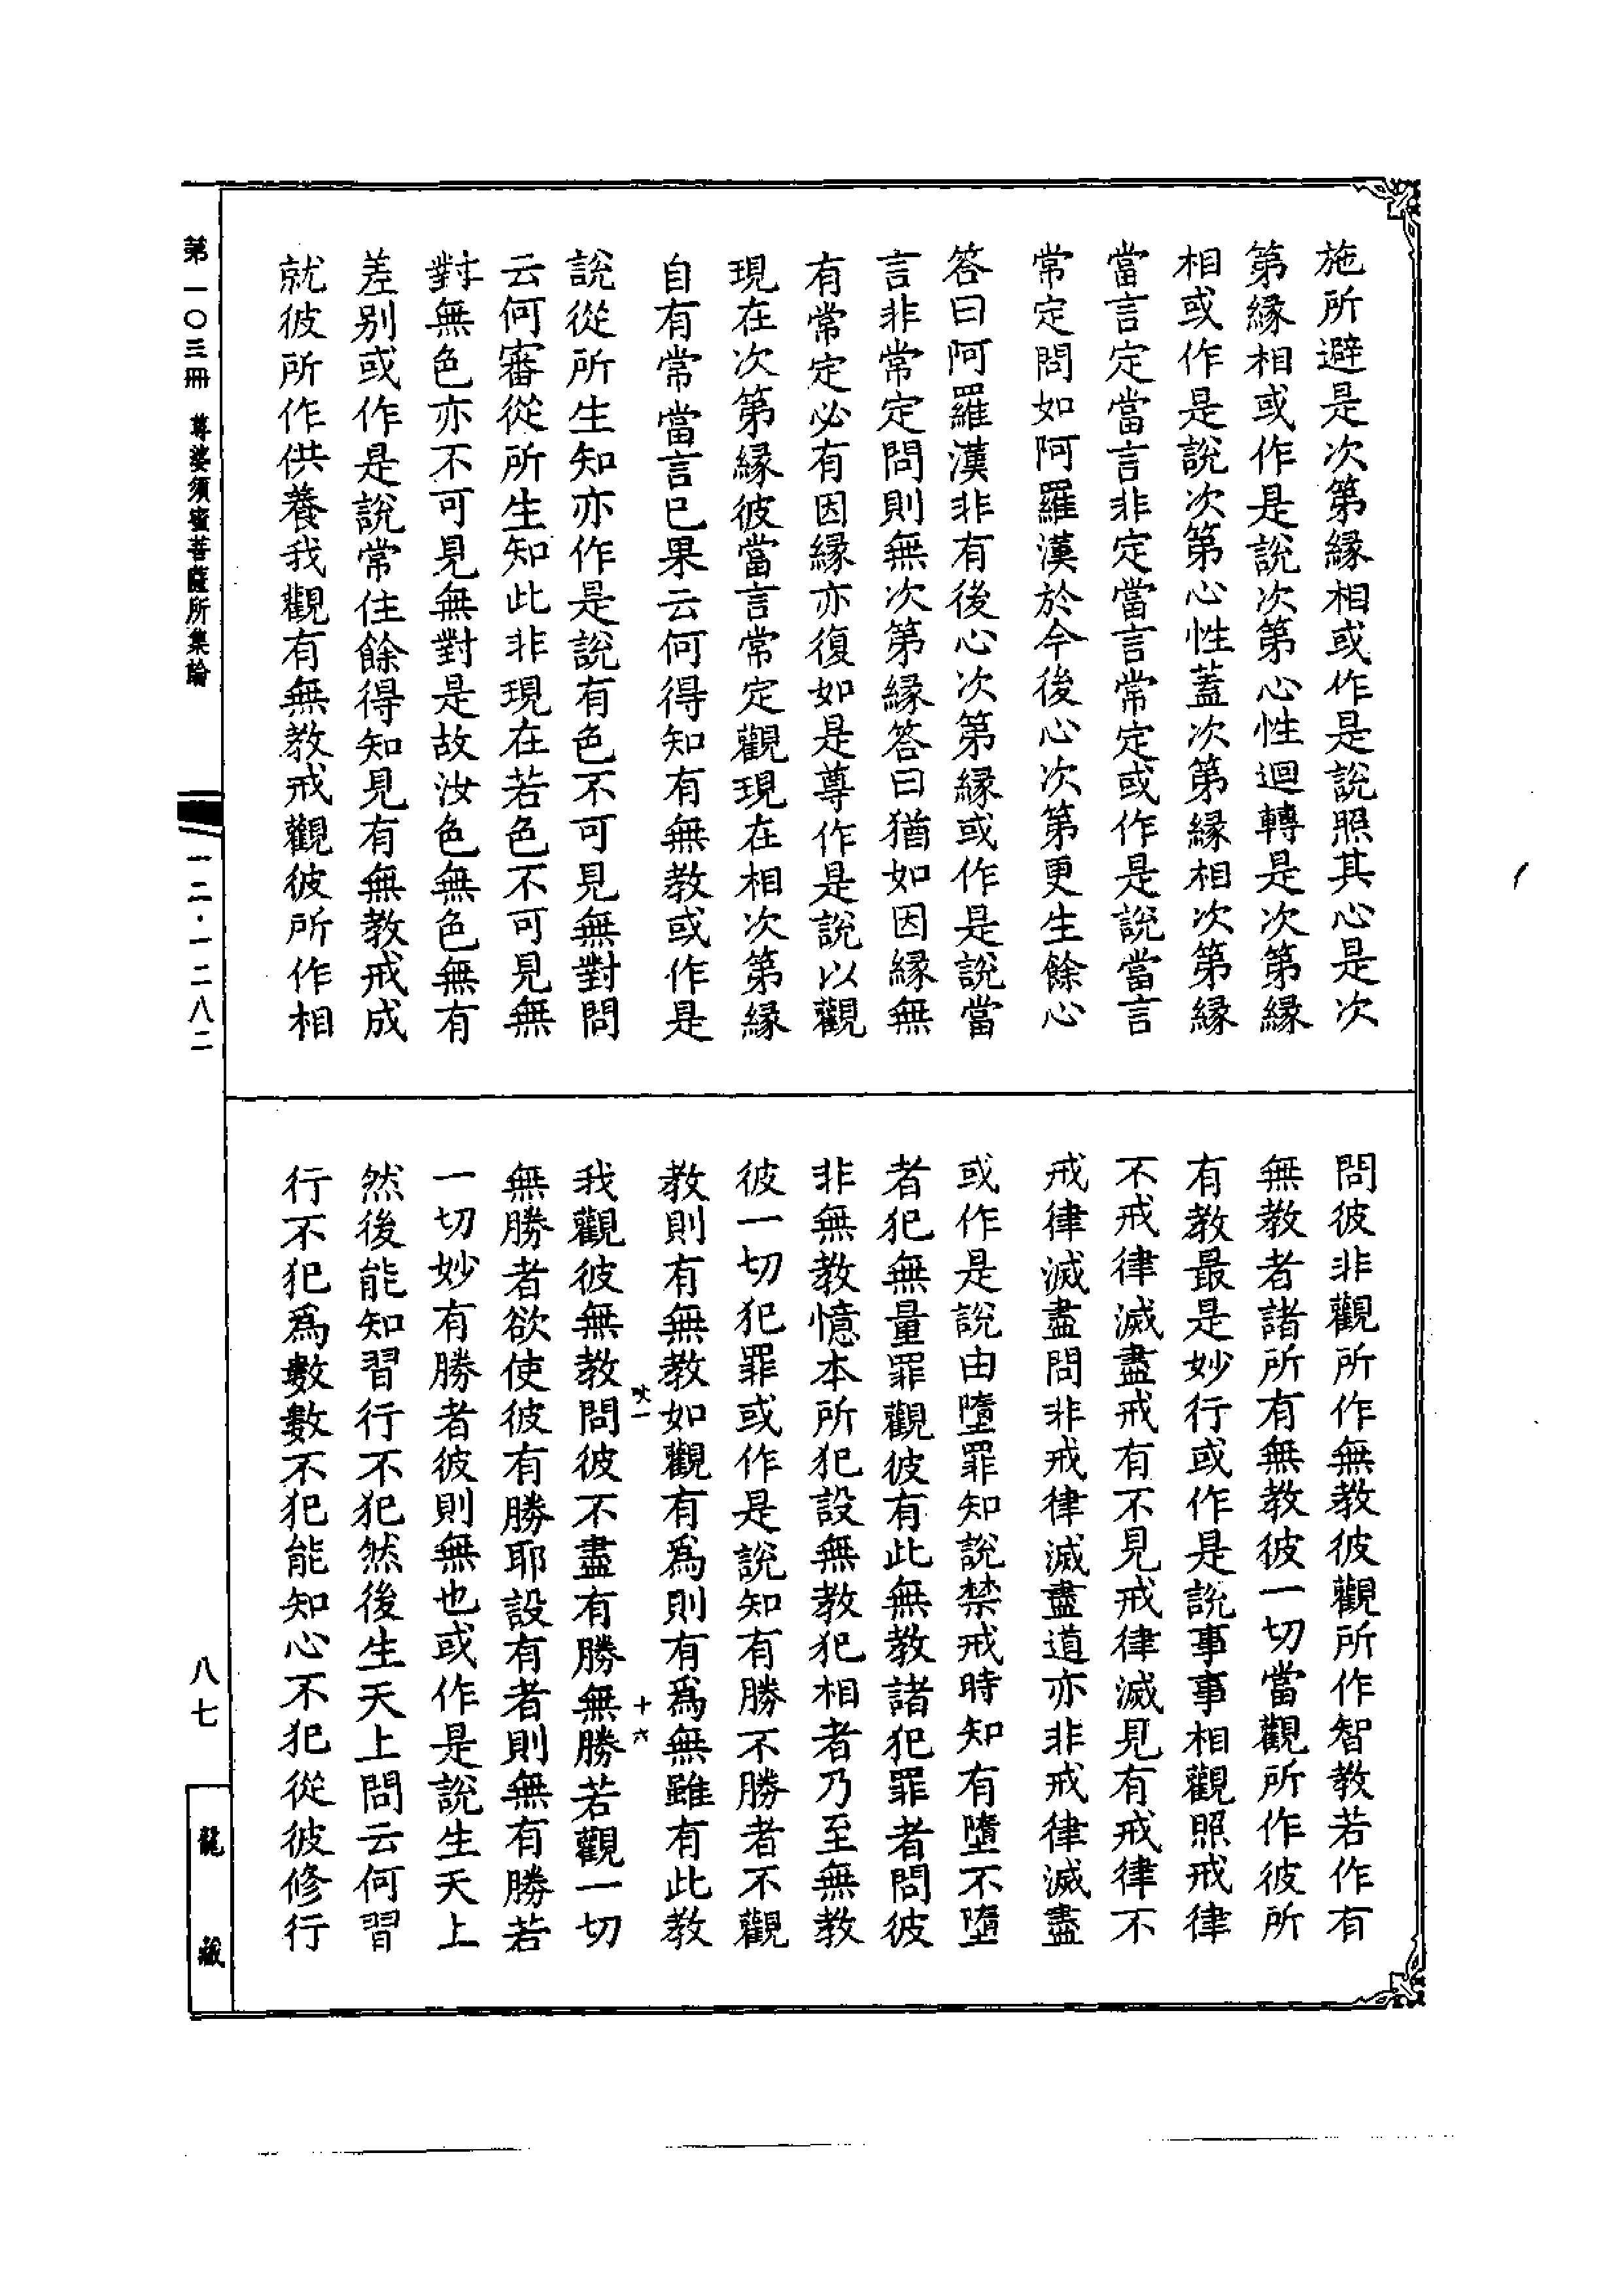 施所避是次第緣相或作是說照其心是次
第緣相或作是說次第心性迴轉是次第緣
相或作是說次第心性蓋次第緣相次第緣
當言定當言非定當言常定或作是說當言
常定問如阿羅漢於今後心次第更生餘心
答曰阿羅漢非有後心次第緣或作是說當
言非常定問則無次第緣答曰猶如因緣無
有常定必有因緣亦復如是尊作是說以觀
現在次第緣彼當言常定觀現在相次第緣
自有常當言已果云何得知有無教或作是
說從所生知亦作是說有色不可見無對問
云何審從所生知此非現在若色不可見無
對無色亦不可見無對是故汝色無色無有
差別或作是說常住餘得知見有無教戒成
就彼所作供養我觀有無教戒觀彼所作相
問彼非觀所作無教彼觀所作智教若作有
無教者諸所有無教彼一切當觀所作彼所
有教最是妙行或作是說事事相觀照戒律
不戒律滅盡戒有不見戒律滅見有戒律不
戒律滅盡問非戒律滅盡道亦非戒律滅盡
或作是說由墮罪知說禁戒時知有墮不墮
者犯無量罪觀彼有此無教諸犯罪者問彼
非無教憶本所犯設無教犯相者乃至無教
彼一切犯罪或作是說知有勝不勝者不觀
教則有無教如觀有為則有為無雖有此教
十六
我觀彼無教問彼不盡有勝無勝若觀一切
無勝者欲使彼有勝耶設有者則無有勝若
一切妙有勝者彼則無也或作是說生天上
然後能知習行不犯然後生天上問云何習
行不犯為數數不犯能知心不犯從彼修行
第一〇三冊 尊婆須蜜菩薩所集論
一二·一二八二
八七
龍藏